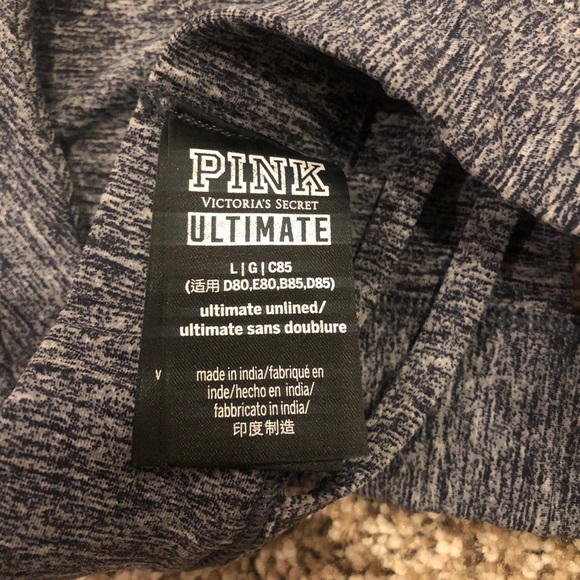 PINK
VICTORIA'S SECRET
ULTIMATE
L|G|C85
(适用 D80,E80,B85,D85)
ultimate unlined/
ultimate sans doublure
v
made in india/fabriqué en
inde/hecho en india/
fabbricato in india/
印度制造